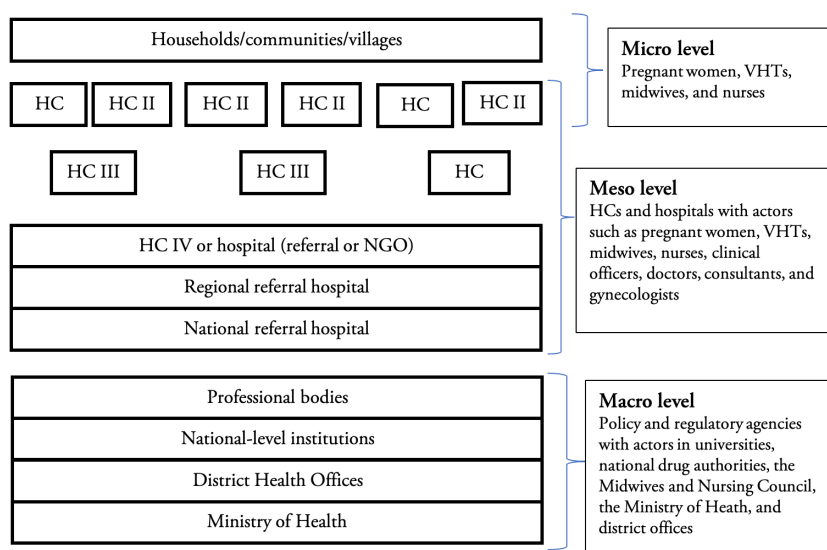 Households/communities/villages
HC
HC II
HC II
HC II
HC
HC II
HC III
HC III
HC
HC IV or hospital (referral or NGO)
Regional referral hospital
National referral hospital
Professional bodies
National-level institutions
District Health Offices
Ministry of Health
Micro level
Pregnant women, VHTs,
midwives, and nurses
Meso level
HCs and hospitals with actors
such as pregnant women, VHTs,
midwives, nurses, clinical
officers, doctors, consultants, and
gynecologists
Macro level
Policy and regulatory agencies
with actors in universities,
national drug authorities, the
Midwives and Nursing Council,
the Ministry of Heath, and
district offices